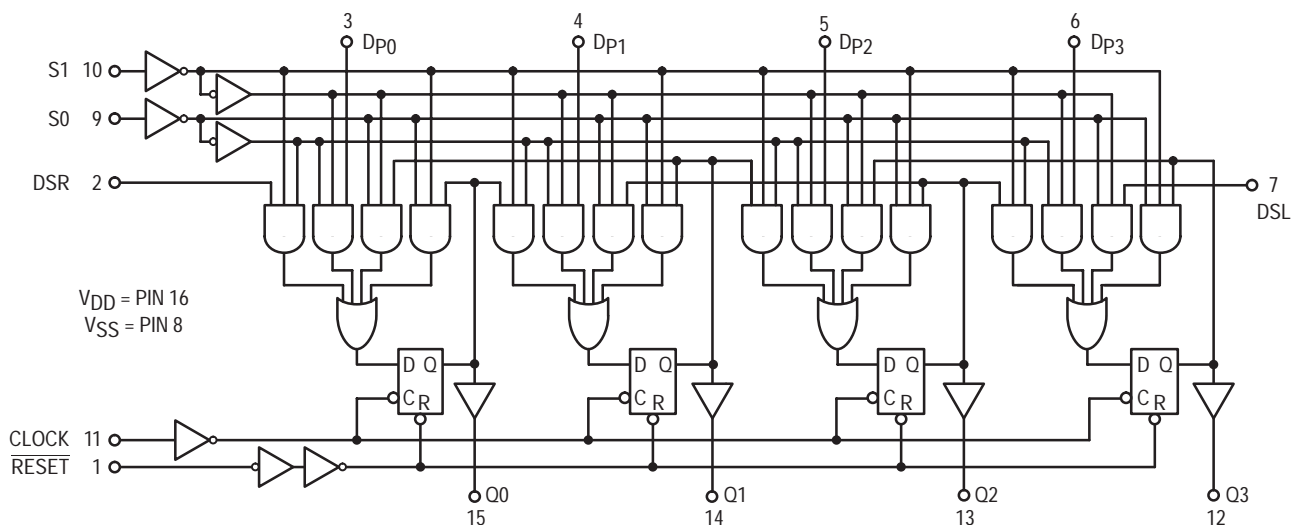 3 4 5 6
DP0 DP1 DP2 DP3
S1 10
S0 9
DSR 2
7
DSL
VDD = PIN 16
VSS = PIN 8
D Q D Q D Q D Q
C R C R C R C R
CLOCK 11
RESET 1
Q0 Q1 Q2 Q3
15 14 13 12